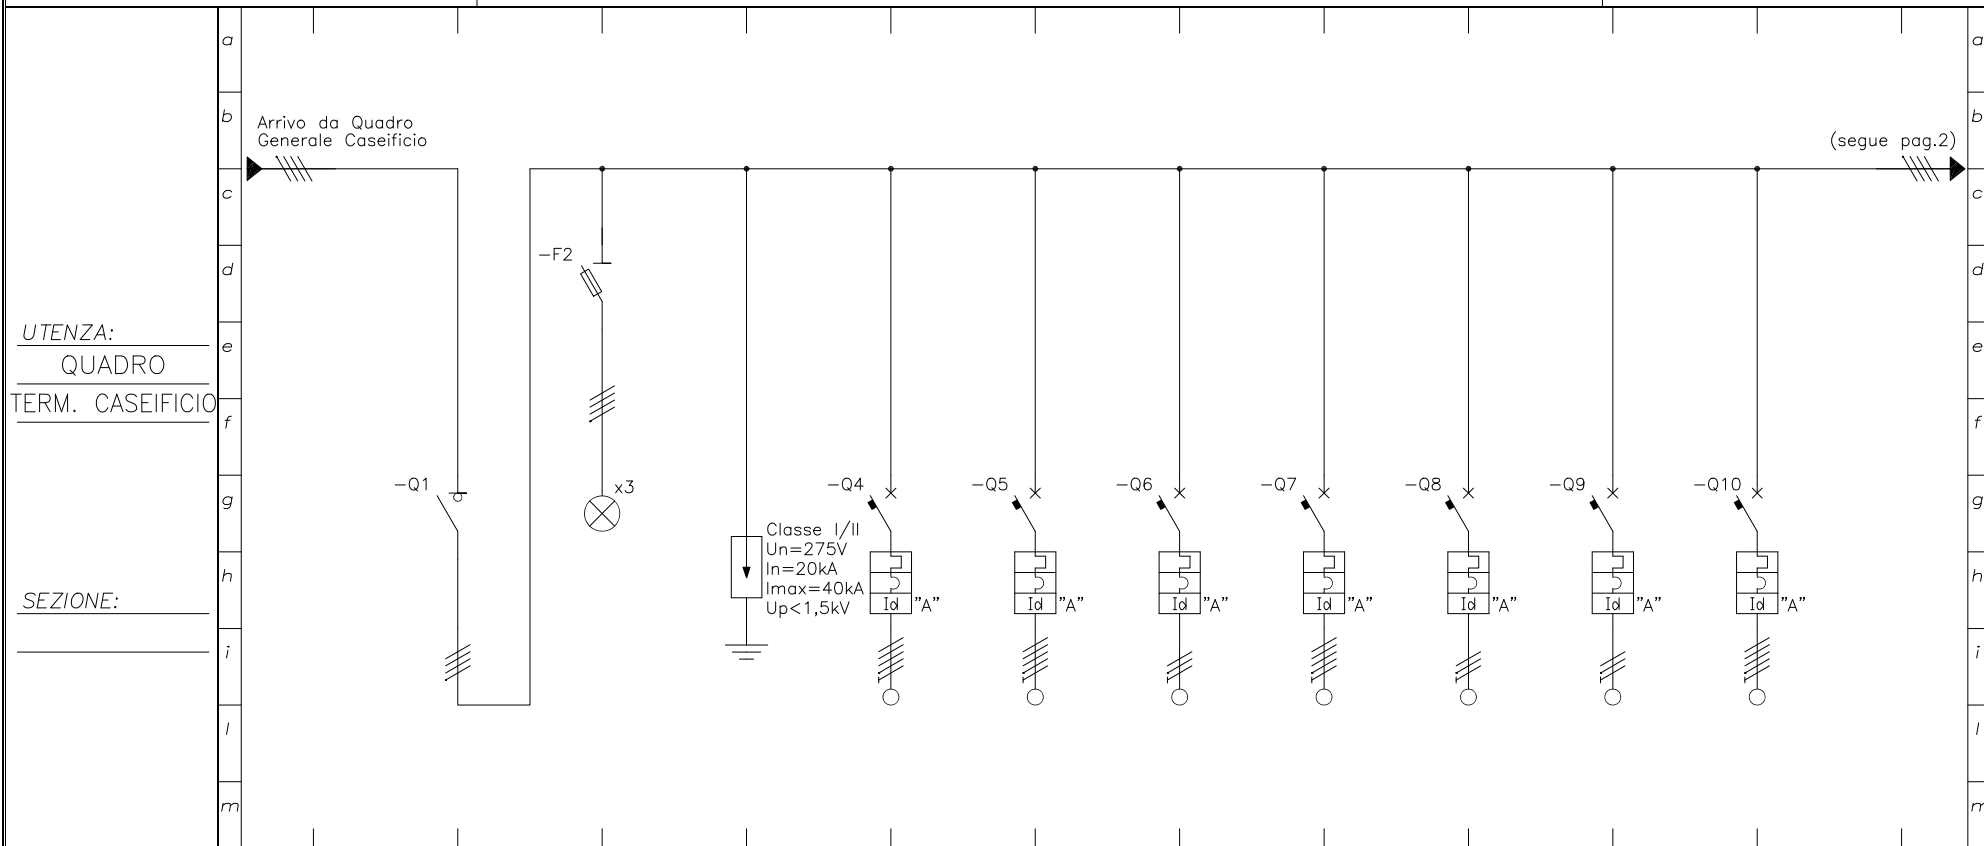 a
a
b
Arrivo da Quadro
Generale Caseificio
(segue pag.2)
b
c
c
d
-F2
d
UTENZA:
e
e
QUADRO
TERM. CASEIFICIO
f
f
g
-Q1
x3
-Q4
-Q5
-Q6
-Q7
-Q8
-Q9
-Q10
g
Classe I/II
Un=275V
In=20kA
Imax=40kA
Up<1,5kV
h
h
Id "A"
Id "A"
Id "A"
Id "A"
Id "A"
Id "A"
Id "A"
SEZIONE:
i
i
l
l
m
m